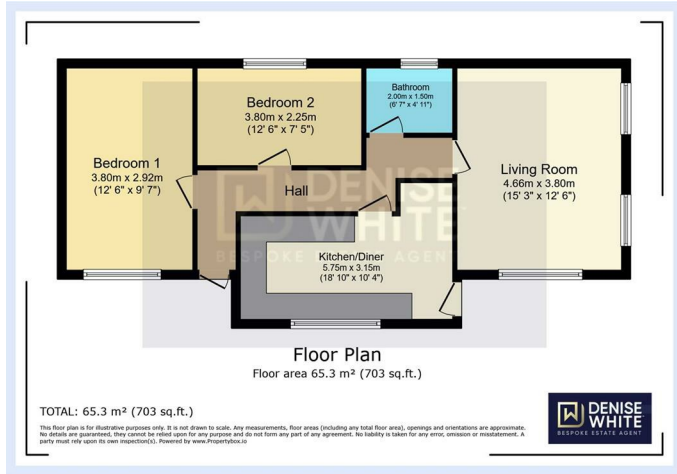 Bathroom
2.00m x 1.50m
(6' 7" x 4' 11")
Bedroom 2
3.80m x 2.25m
(12' 6" x 7' 5")
Bedroom 1
3.80m x 2.92m
(12' 6" x 9' 7")
Living Room
4.66m x 3.80m
(15' 3" x 12' 6")
Hall
DENISE
WHITE
BESPOKE ESTATE AGENT
Kitchen/Diner
5.75m x 3.15m
(18' 10" x 10' 4")
Floor Plan
Floor area 65.3 m² (703 sq.ft.)
TOTAL: 65.3 m² (703 sq.ft.)
This floor plan is for illustrative purposes only. It is not drawn to scale. Any measurements, floor areas (including any total floor area), openings and orientations are approximate.
No details are guaranteed, they cannot be relied upon for any purpose and do not form any part of any agreement. No liability is taken for any error, omission or misstatement. A
party must rely upon its own inspection(s). Powered by www.Propertybox.io
DENISE
WHITE
BESPOKE ESTATE AGENT